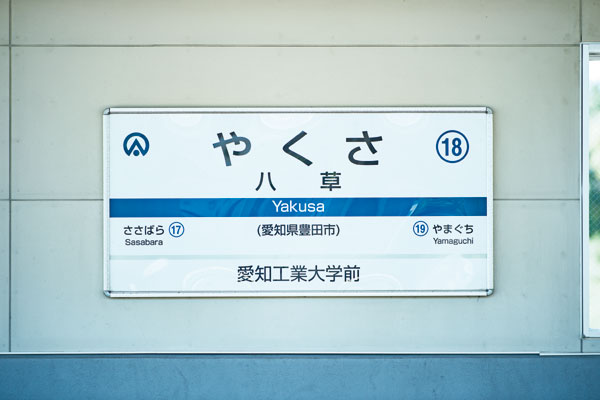 やくさ 18
八草
Yakusa
ささばら 17 (愛知県豊田市) 19 やまぐち
Sasabara Yamaguchi
愛知工業大学前